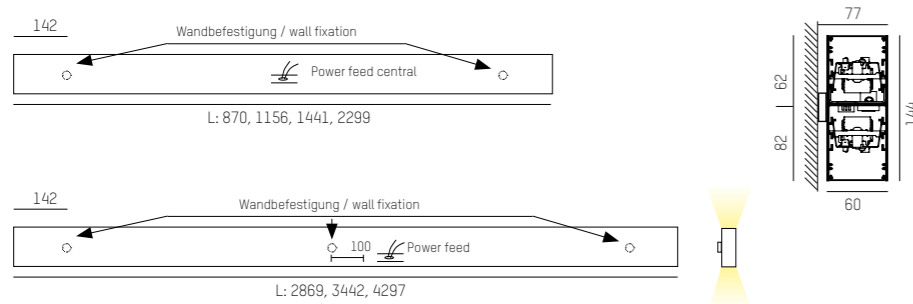 142
Wandbefestigung / wall fixation
Power feed central
L: 870, 1156, 1441, 2299
77
62
82
144
60
142
Wandbefestigung / wall fixation
100
Power feed
L: 2869, 3442, 4297